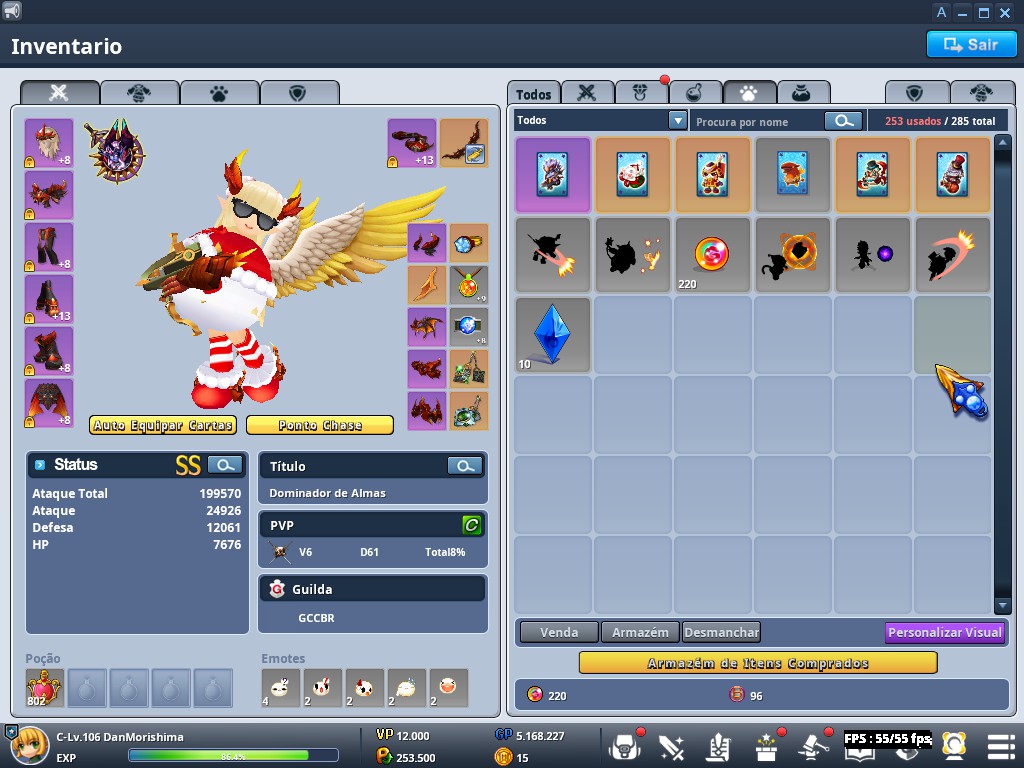 A
Inventario
Sair
Todos
Todos
Procura por nome
253 usados / 285 total
+8
+13
+8
+9
+8
+13
+8
+8
220
10
Auto Equipar Cartas
Ponto Chase
Status
SS
Ataque Total 199570
Ataque 24926
Defesa 12061
HP 7676
Título
Dominador de Almas
PVP
V6 D61 Total8%
Guilda
GCCBR
Poção
802
Emotes
4
2
2
2
2
Venda
Armazém
Desmanchar
Personalizar Visual
Armazém de Itens Comprados
220
96
C-Lv.106 DanMorishima
EXP
86.4%
VP 12.000
GP 5.168.227
253.500
15
FPS : 55/55 fps